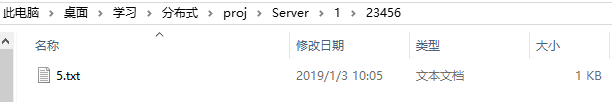 此电脑 › 桌面 › 学习 › 分布式 › proj › Server › 1 › 23456
名称 修改日期 类型 大小
5.txt 2019/1/3 10:05 文本文档 1 KB